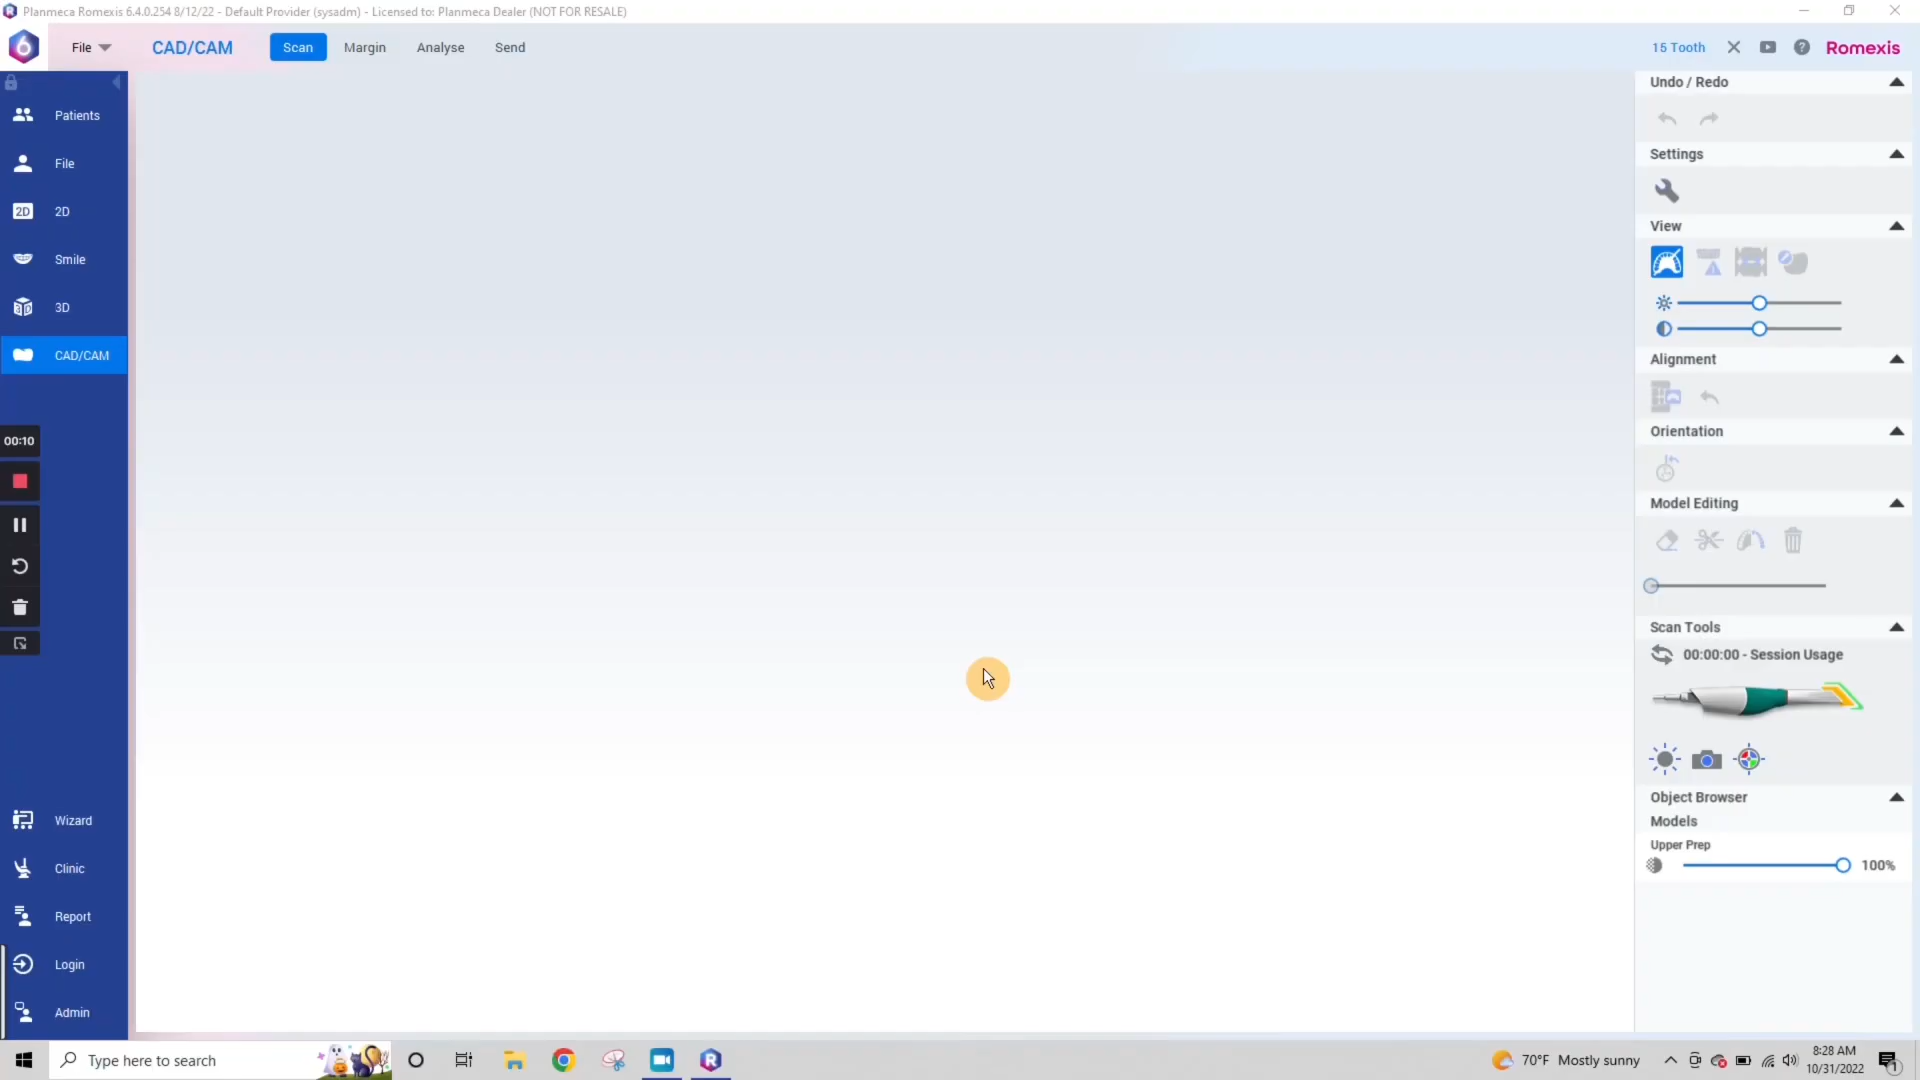 Planmeca Romexis 6.4.0.254 8/12/22 - Default Provider (sysadm) - Licensed to: Planmeca Dealer (NOT FOR RESALE)
6 File CAD/CAM Scan Margin Analyse Send 15 Tooth Romexis
Patients
File
2D 2D
Smile
3D 3D
CAD/CAM
00:10
Wizard
Clinic
Report
Login
Admin
Undo / Redo
Settings
View
Alignment
Orientation
Model Editing
Scan Tools
00:00:00 - Session Usage
Object Browser
Models
Upper Prep
100%
Type here to search
70°F Mostly sunny
8:28 AM
10/31/2022
1